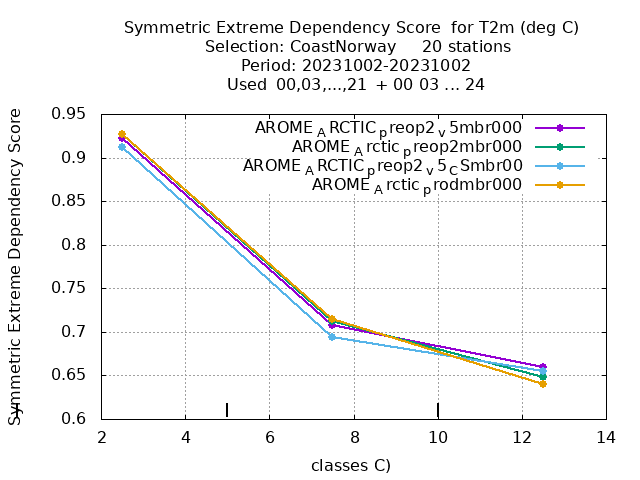 Symmetric Extreme Dependency Score for T2m (deg C)
Selection: CoastNorway 20 stations
Period: 20231002-20231002
Used 00,03,...,21 + 00 03 ... 24
Symmetric Extreme Dependency Score
y
0.95
0.9
0.85
0.8
0.75
0.7
0.65
0.6
AROME_ARCTIC_preop2_v5mbr000
AROME_Arctic_preop2mbr000
AROME_ARCTIC_preop2_v5_CSmbr00
AROME_Arctic_prodmbr000
2 4 6 8 10 12 14
classes C)